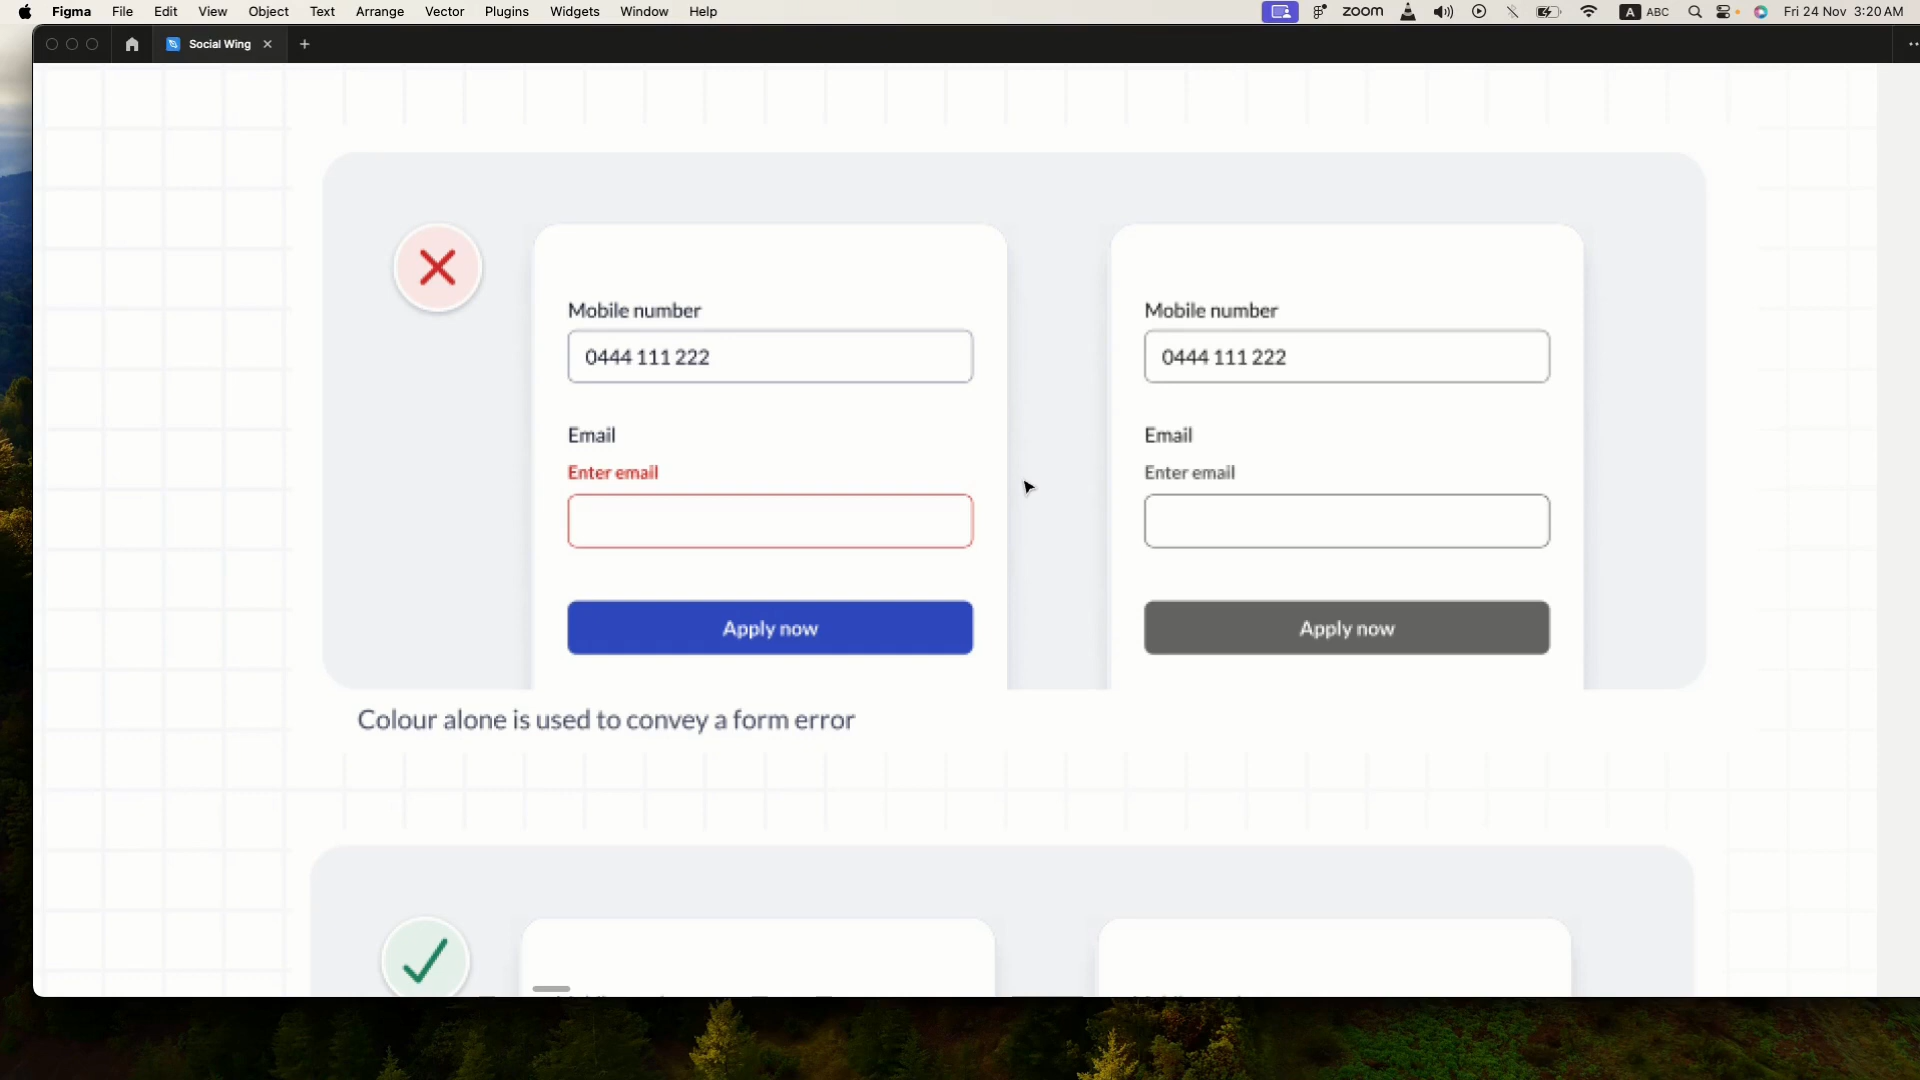 Figma File Edit View Object Text Arrange Vector Plugins Widgets Window Help zoom A ABC Fri 24 Nov 3:20 AM
Social Wing
Mobile number
0444 111 222
Email
Enter email
Apply now
Mobile number
0444 111 222
Email
Enter email
Apply now
Colour alone is used to convey a form error